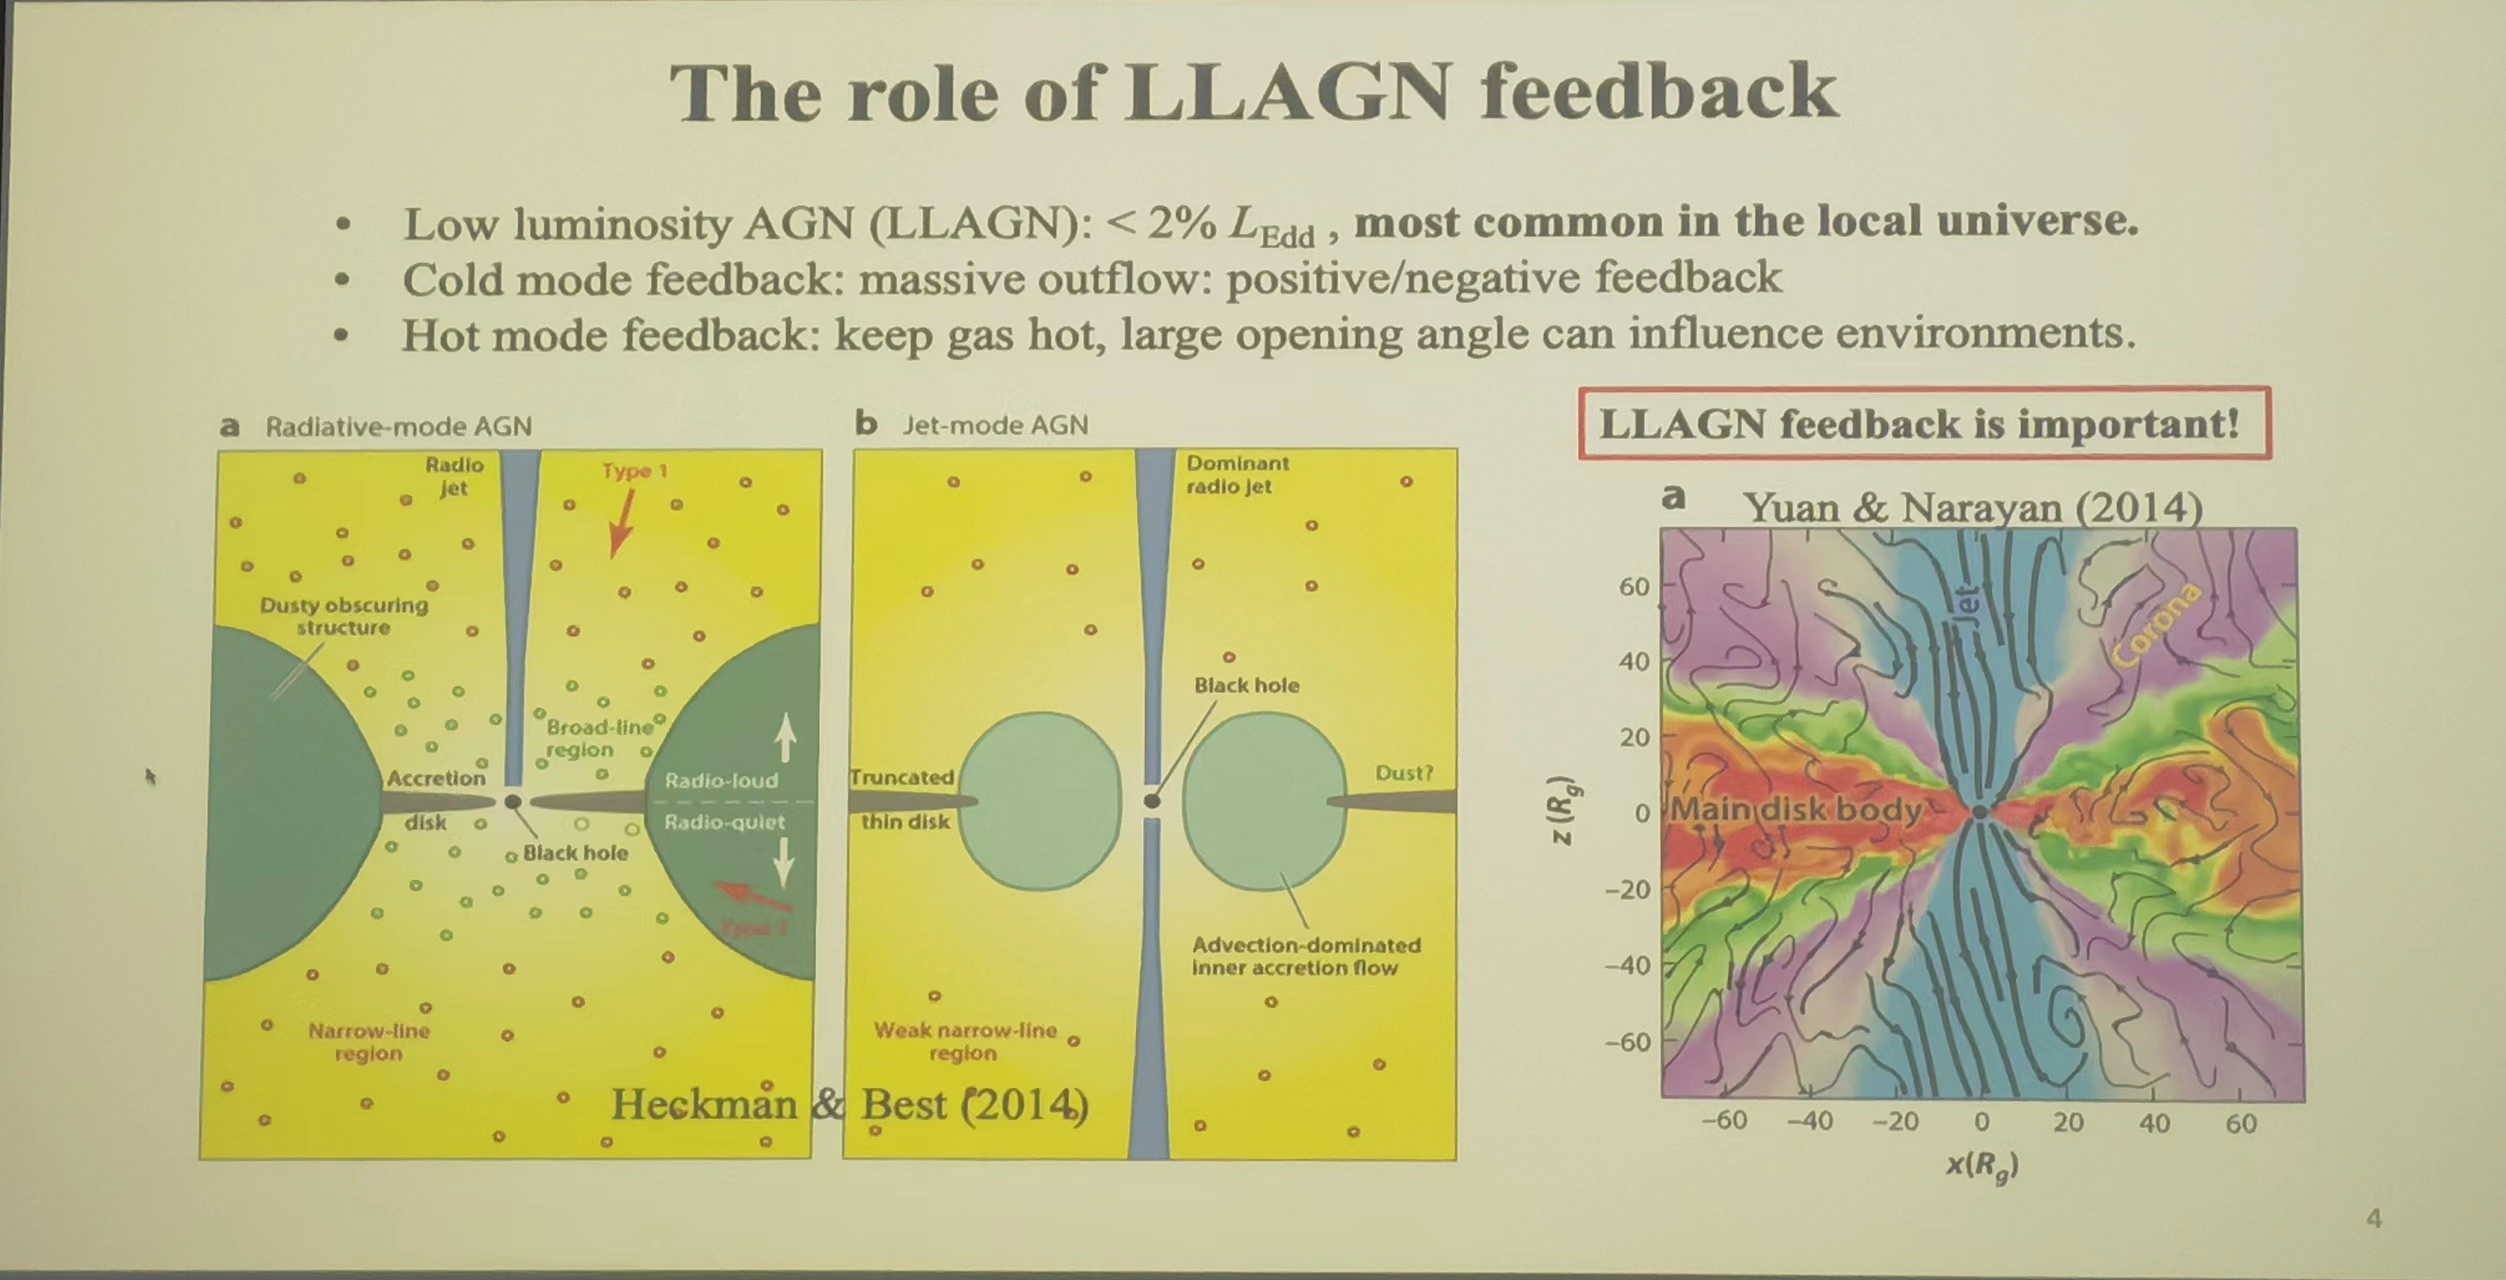 The role of LLAGN feedback
• Low luminosity AGN (LLAGN): < 2% L_Edd , most common in the local universe.
• Cold mode feedback: massive outflow: positive/negative feedback
• Hot mode feedback: keep gas hot, large opening angle can influence environments.
a Radiative-mode AGN
Radio
jet
Type 1
Dusty obscuring
structure
Broad-line
region
Accretion
disk
Radio-loud
Radio-quiet
Black hole
Type 2
Narrow-line
region
b Jet-mode AGN
Dominant
radio jet
Black hole
Truncated
thin disk
Dust?
Advection-dominated
inner accretion flow
Weak narrow-line
region
Heckman & Best (2014)
LLAGN feedback is important!
a Yuan & Narayan (2014)
Jet
Corona
Main disk body
z (R_g)
60
40
20
0
−20
−40
−60
−60 −40 −20 0 20 40 60
x(R_g)
4